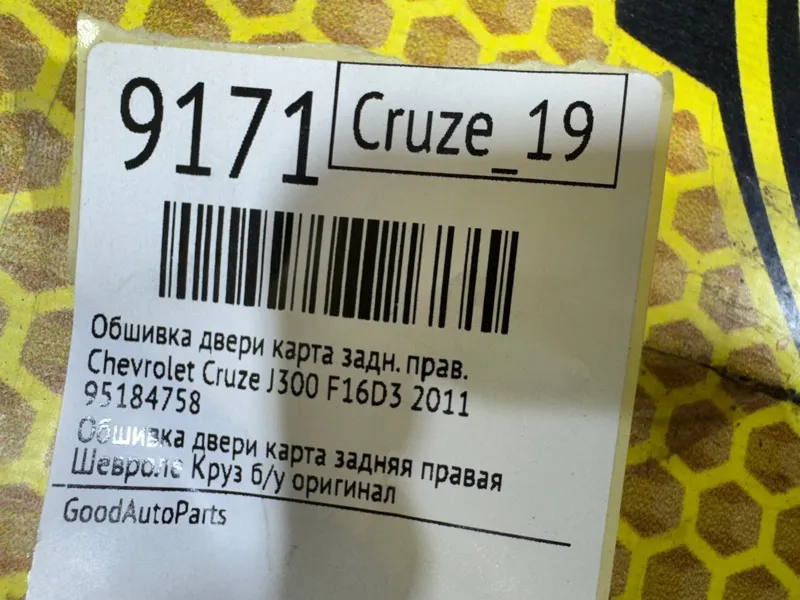 9171
Cruze_19
Обшивка двери карта задн. прав.
Chevrolet Cruze J300 F16D3 2011
95184758
Обшивка двери карта задняя правая
Шевроле Круз б/у оригинал
GoodAutoParts